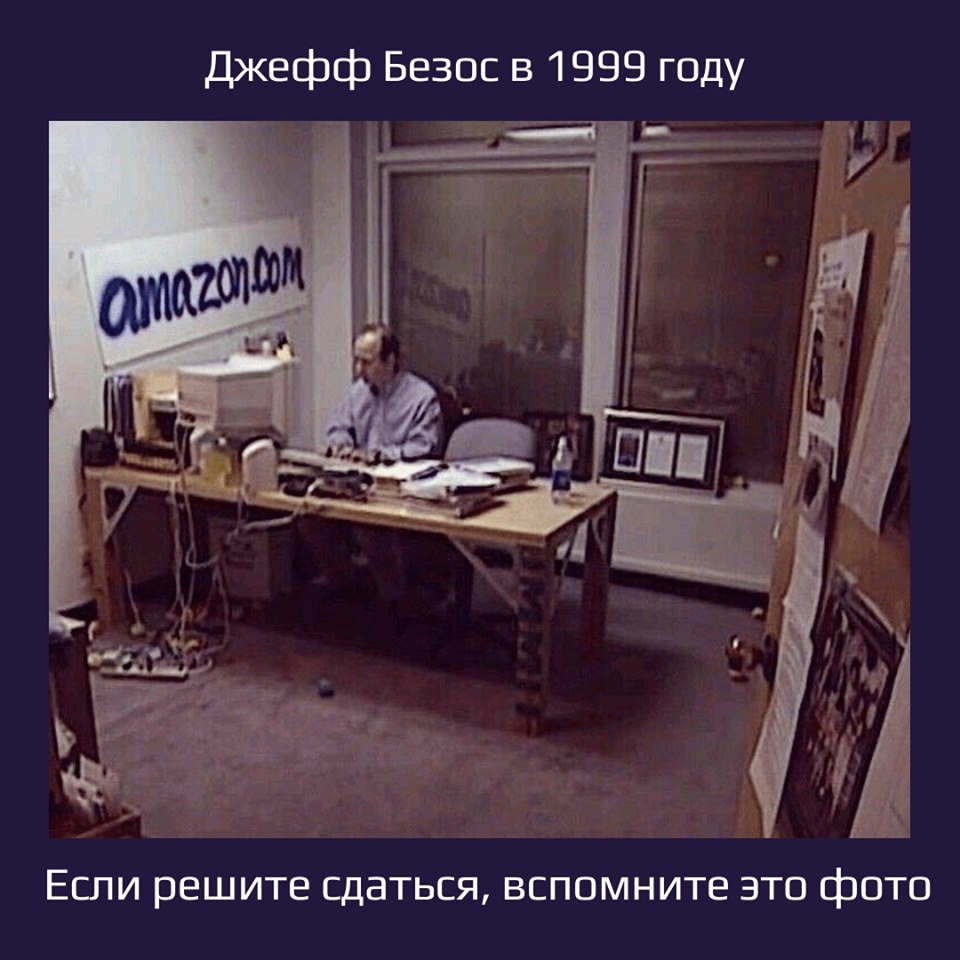 Джефф Безос в 1999 году
amazon.com
Если решите сдаться, вспомните это фото